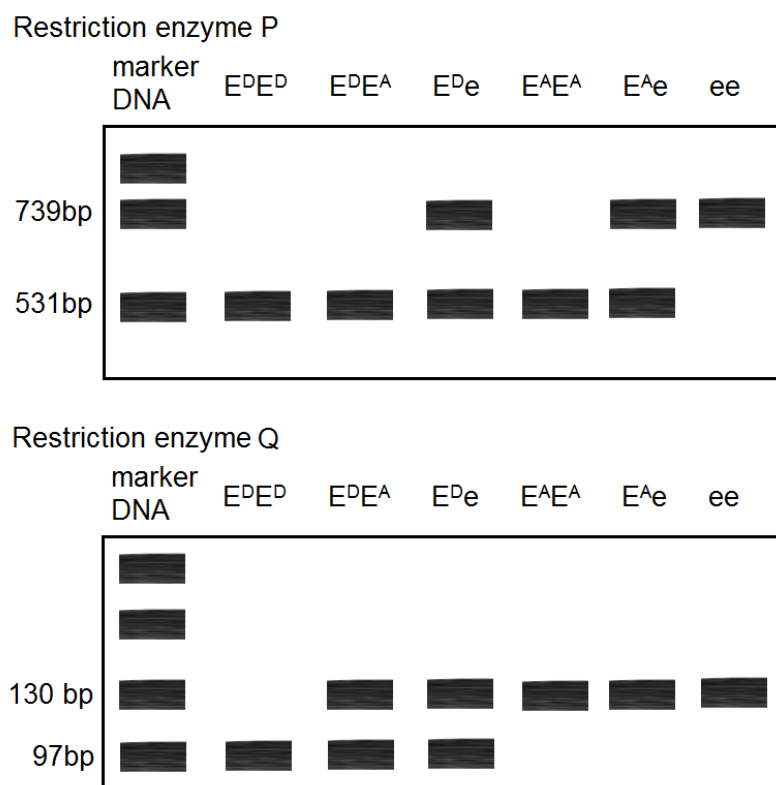 Restriction enzyme P
marker DNA EᴰEᴰ EᴰEᴬ Eᴰe EᴬEᴬ Eᴬe ee
739bp
531bp
Restriction enzyme Q
marker DNA EᴰEᴰ EᴰEᴬ Eᴰe EᴬEᴬ Eᴬe ee
130 bp
97bp